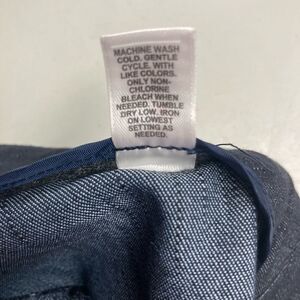 MACHINE WASH
COLD, GENTLE
CYCLE. WITH
LIKE COLORS.
ONLY NON-
CHLORINE
BLEACH WHEN
NEEDED. TUMBLE
DRY LOW. IRON
ON LOWEST
SETTING AS
NEEDED.